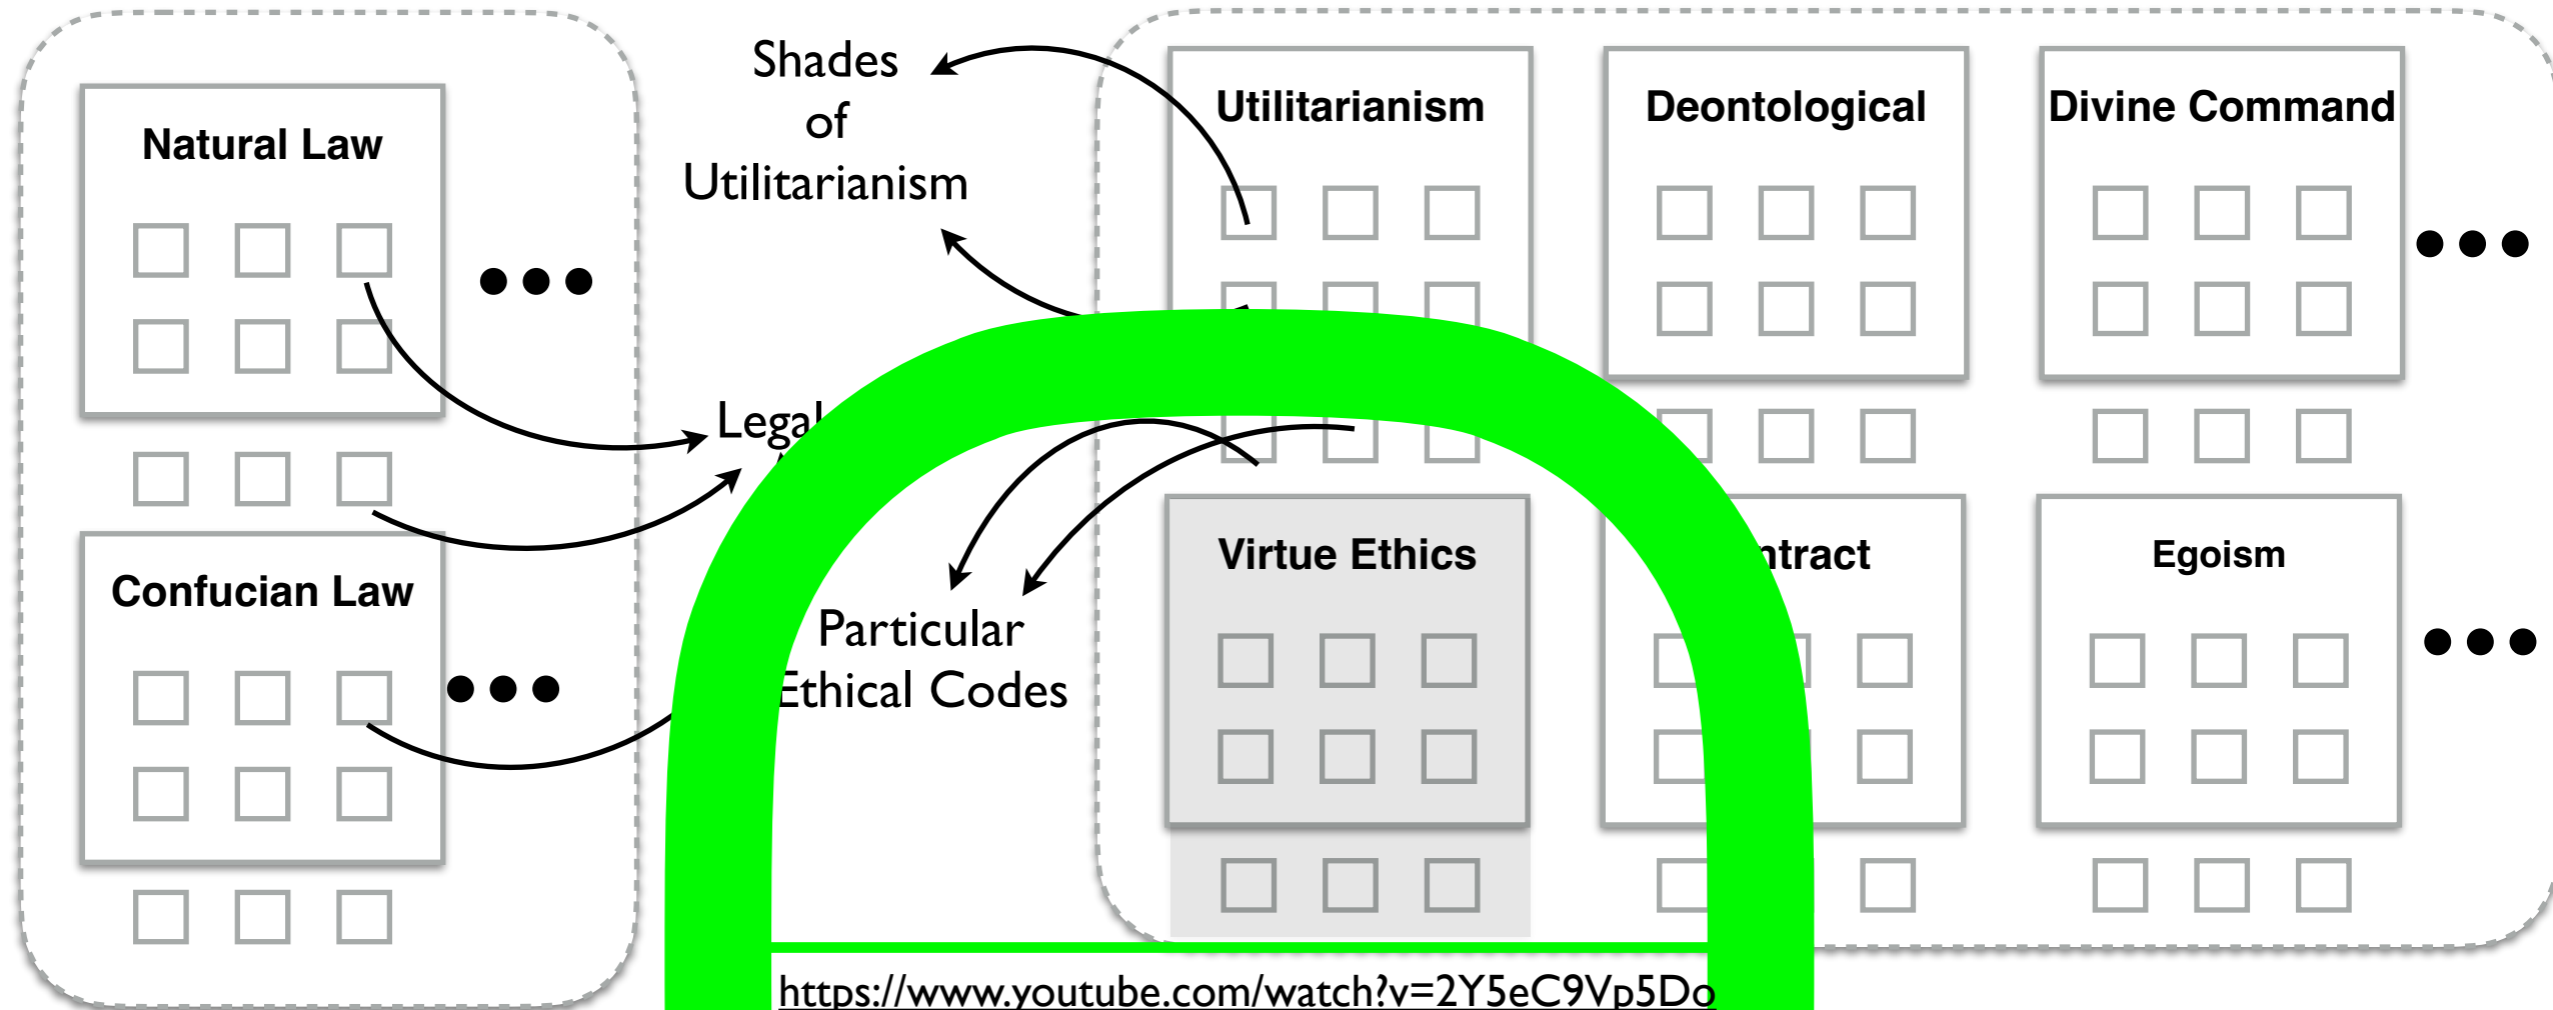 Natural Law
Confucian Law
Shades
of
Utilitarianism
Legal
Particular
Ethical Codes
Utilitarianism
Deontological
Divine Command
Virtue Ethics
ntract
Egoism
https://www.youtube.com/watch?v=2Y5eC9Vp5Do